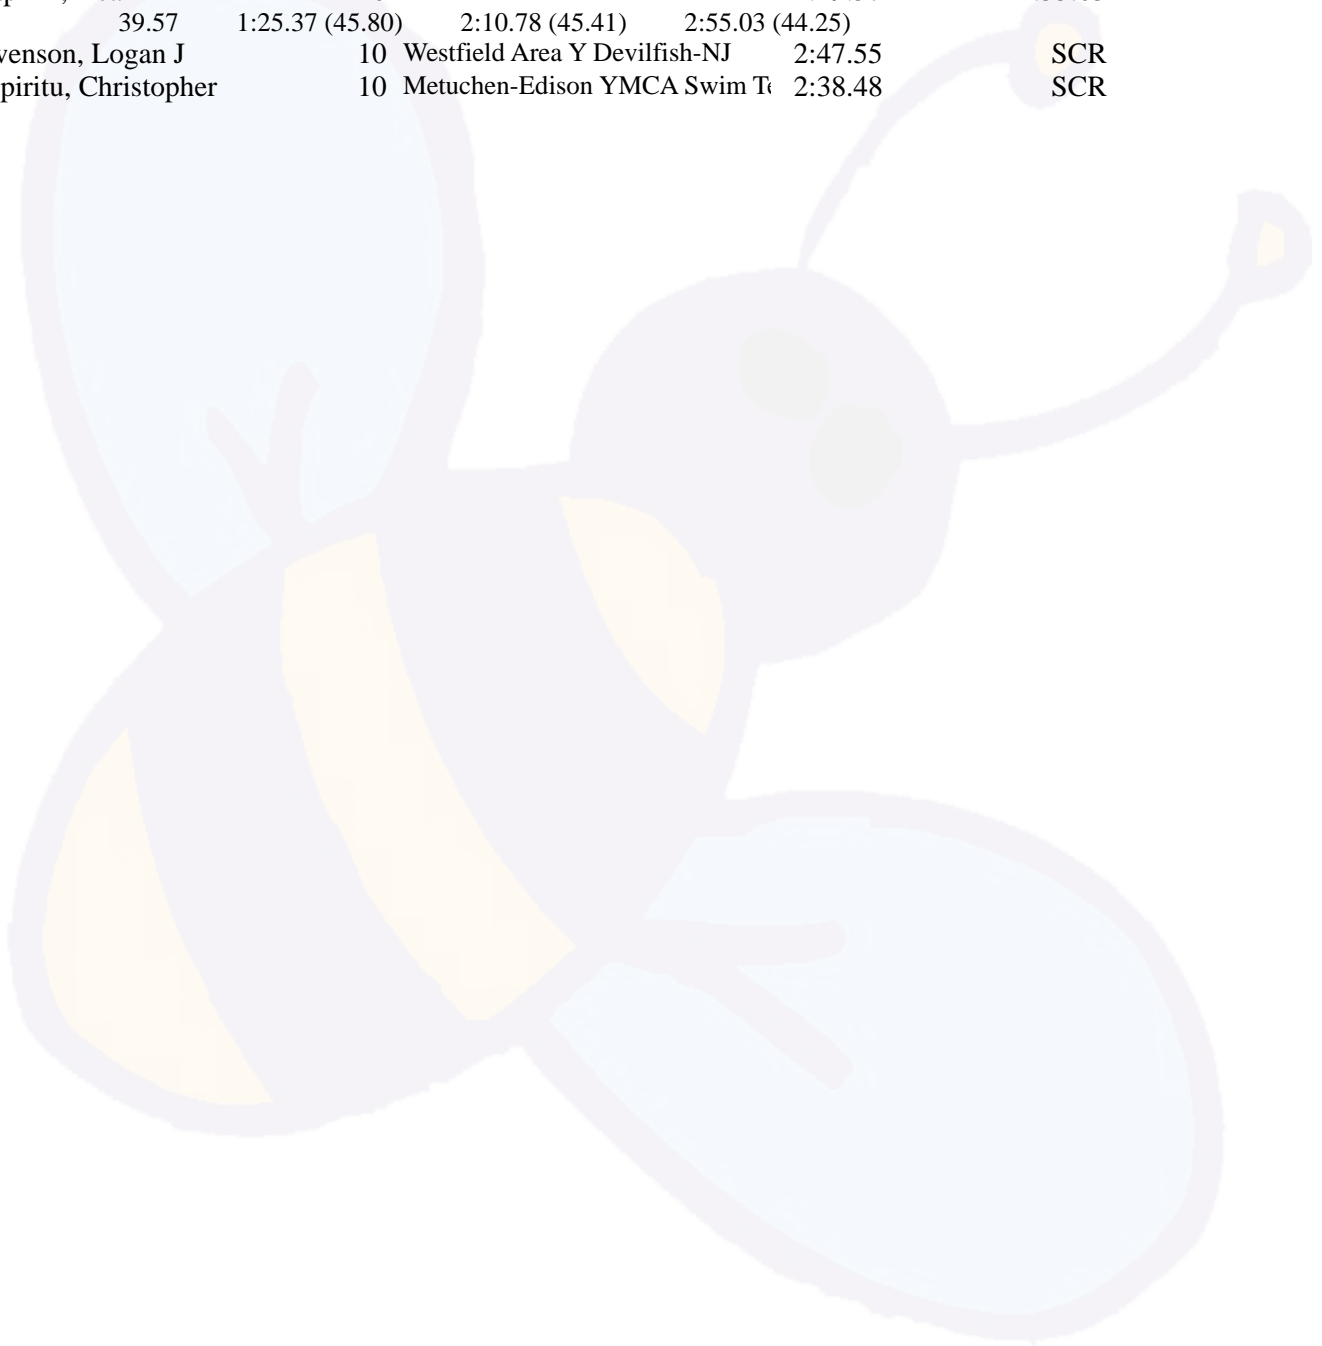 39.57 1:25.37 (45.80) 2:10.78 (45.41) 2:55.03 (44.25)
venson, Logan J 10 Westfield Area Y Devilfish-NJ 2:47.55 SCR
piritu, Christopher 10 Metuchen-Edison YMCA Swim Te 2:38.48 SCR